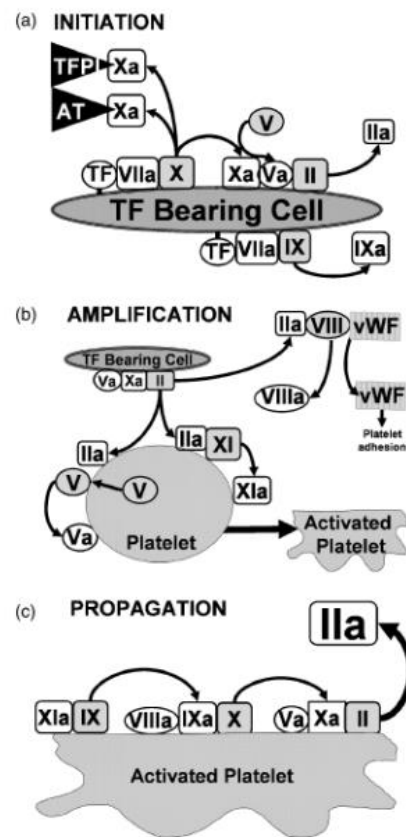 (a) INITIATION
TFPI Xa
AT Xa
V
IIa
TF VIIa X Xa Va II
TF Bearing Cell
TF VIIa IX IXa
(b) AMPLIFICATION
IIa VIII vWF
TF Bearing Cell
Va Xa II
VIIIa
vWF
Platelet
adhesion
IIa
IIa XI
V V
XIa
Va
Platelet
Activated
Platelet
(c) PROPAGATION
IIa
XIa IX VIIIa IXa X Va Xa II
Activated Platelet